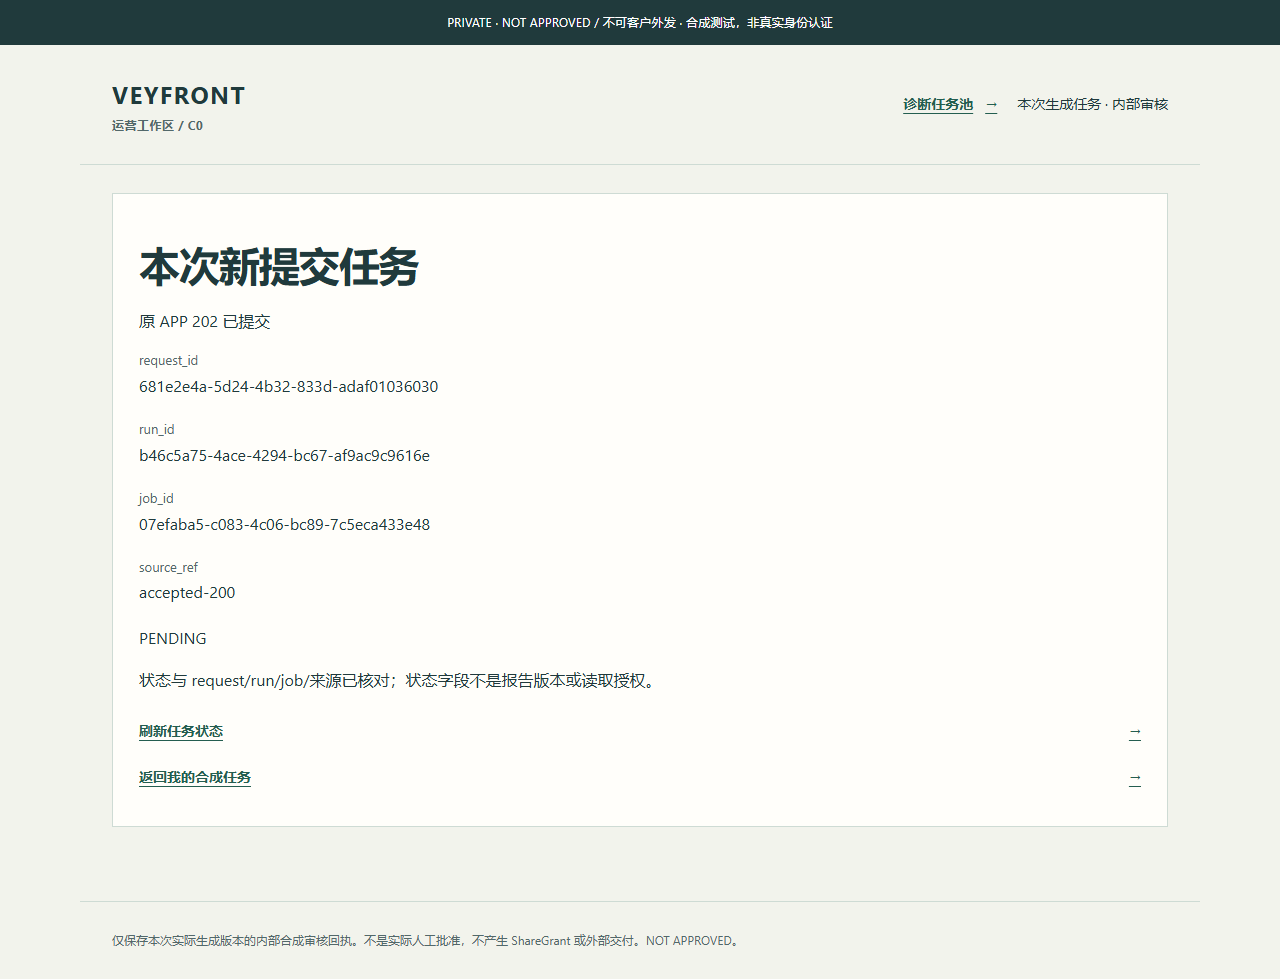 PRIVATE · NOT APPROVED / 不可客户外发 · 合成测试，非真实身份认证
VEYFRONT
运营工作区 / C0
诊断任务池 → 本次生成任务 · 内部审核
本次新提交任务
原 APP 202 已提交
request_id
681e2e4a-5d24-4b32-833d-adaf01036030
run_id
b46c5a75-4ace-4294-bc67-af9ac9c9616e
job_id
07efaba5-c083-4c06-bc89-7c5eca433e48
source_ref
accepted-200
PENDING
状态与 request/run/job/来源已核对；状态字段不是报告版本或读取授权。
刷新任务状态 →
返回我的合成任务 →
仅保存本次实际生成版本的内部合成审核回执。不是实际人工批准，不产生 ShareGrant 或外部交付。NOT APPROVED。